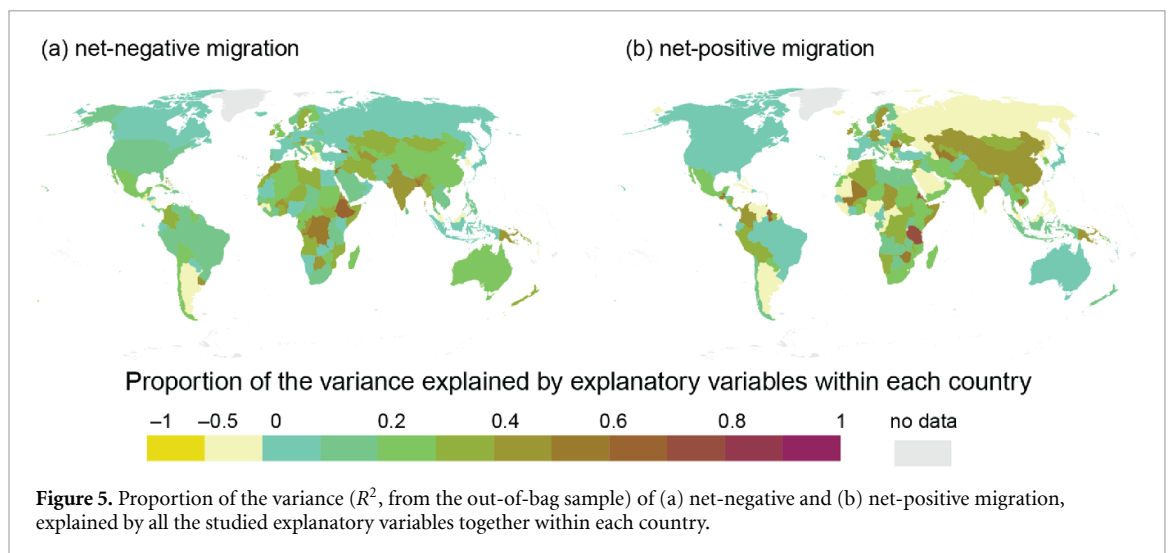 (a) net-negative migration
(b) net-positive migration
Proportion of the variance explained by explanatory variables within each country
–1 –0.5 0 0.2 0.4 0.6 0.8 1 no data
Figure 5. Proportion of the variance (R², from the out-of-bag sample) of (a) net-negative and (b) net-positive migration,
explained by all the studied explanatory variables together within each country.